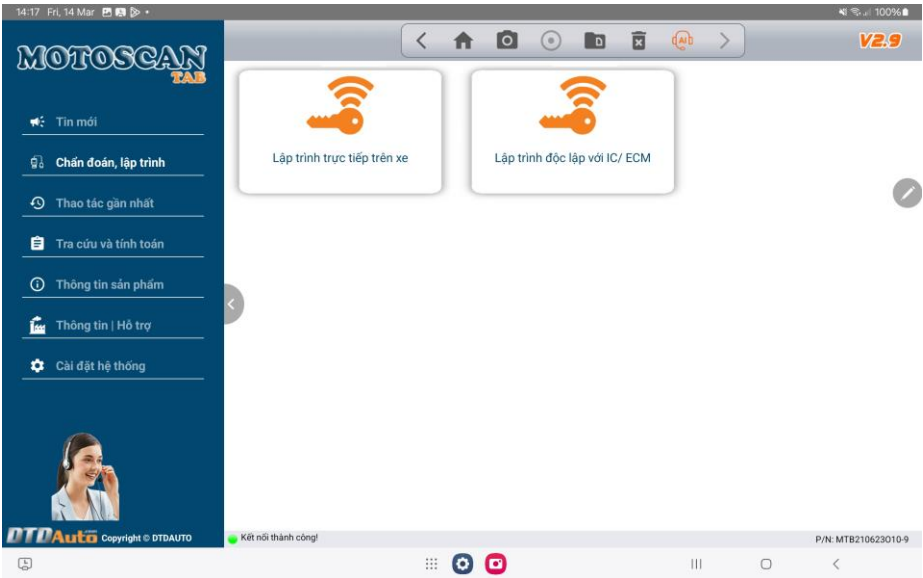 14:17 Fri, 14 Mar
100%
MOTOSCAN
TAB
D
AI
V2.9
Tin mới
Chẩn đoán, lập trình
Thao tác gần nhất
Tra cứu và tính toán
Thông tin sản phẩm
Thông tin | Hỗ trợ
Cài đặt hệ thống
Lập trình trực tiếp trên xe
Lập trình độc lập với IC/ ECM
DTDAuto Copyright © DTDAUTO
Kết nối thành công!
P/N: MTB210623O10-9